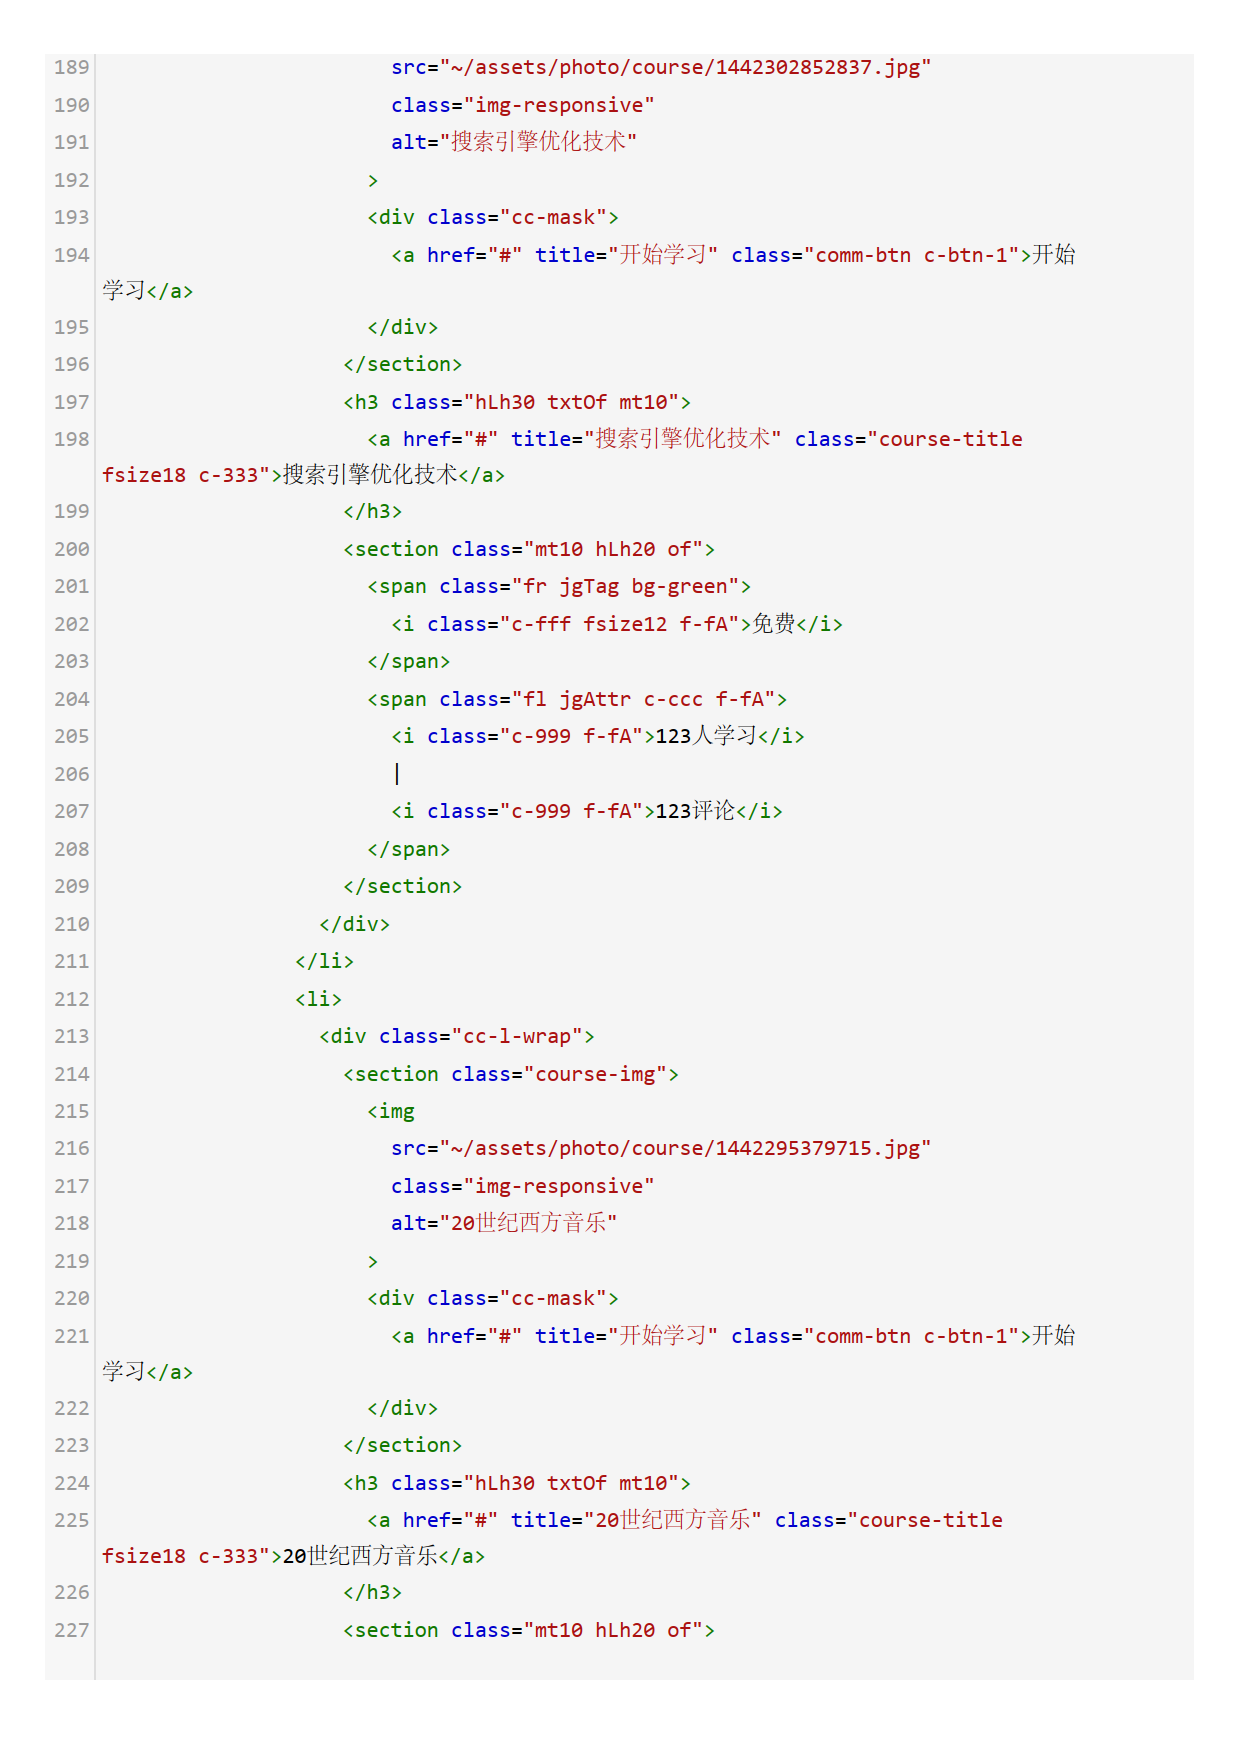 189 src="~/assets/photo/course/1442302852837.jpg"
190 class="img-responsive"
191 alt="搜索引擎优化技术"
192 >
193 <div class="cc-mask">
194 <a href="#" title="开始学习" class="comm-btn c-btn-1">开始
学习</a>
195 </div>
196 </section>
197 <h3 class="hLh30 txtOf mt10">
198 <a href="#" title="搜索引擎优化技术" class="course-title
fsize18 c-333">搜索引擎优化技术</a>
199 </h3>
200 <section class="mt10 hLh20 of">
201 <span class="fr jgTag bg-green">
202 <i class="c-fff fsize12 f-fA">免费</i>
203 </span>
204 <span class="fl jgAttr c-ccc f-fA">
205 <i class="c-999 f-fA">123人学习</i>
206 |
207 <i class="c-999 f-fA">123评论</i>
208 </span>
209 </section>
210 </div>
211 </li>
212 <li>
213 <div class="cc-l-wrap">
214 <section class="course-img">
215 <img
216 src="~/assets/photo/course/1442295379715.jpg"
217 class="img-responsive"
218 alt="20世纪西方音乐"
219 >
220 <div class="cc-mask">
221 <a href="#" title="开始学习" class="comm-btn c-btn-1">开始
学习</a>
222 </div>
223 </section>
224 <h3 class="hLh30 txtOf mt10">
225 <a href="#" title="20世纪西方音乐" class="course-title
fsize18 c-333">20世纪西方音乐</a>
226 </h3>
227 <section class="mt10 hLh20 of">